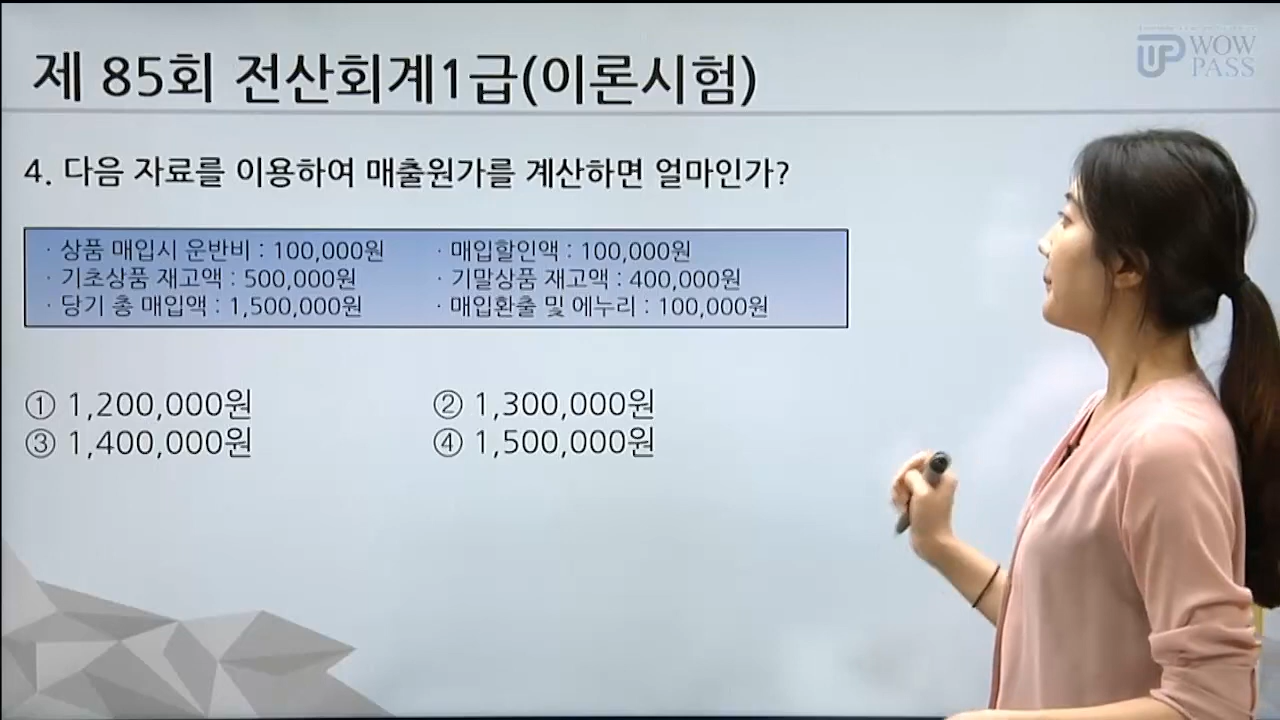 제 85회 전산회계1급(이론시험)
UP WOW PASS
4. 다음 자료를 이용하여 매출원가를 계산하면 얼마인가?
· 상품 매입시 운반비 : 100,000원 · 매입할인액 : 100,000원
· 기초상품 재고액 : 500,000원 · 기말상품 재고액 : 400,000원
· 당기 총 매입액 : 1,500,000원 · 매입환출 및 에누리 : 100,000원
① 1,200,000원 ② 1,300,000원
③ 1,400,000원 ④ 1,500,000원